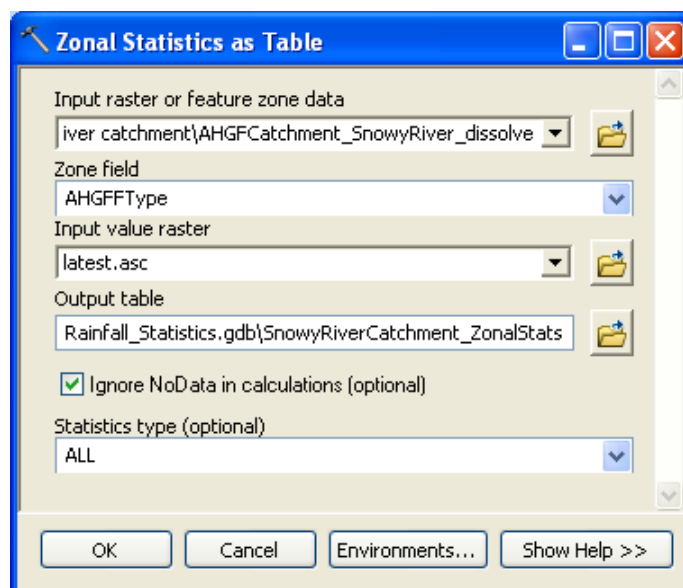 Zonal Statistics as Table
Input raster or feature zone data
iver catchment\AHGFCatchment_SnowyRiver_dissolve
Zone field
AHGFFType
Input value raster
latest.asc
Output table
Rainfall_Statistics.gdb\SnowyRiverCatchment_ZonalStats
Ignore NoData in calculations (optional)
Statistics type (optional)
ALL
OK Cancel Environments... Show Help >>